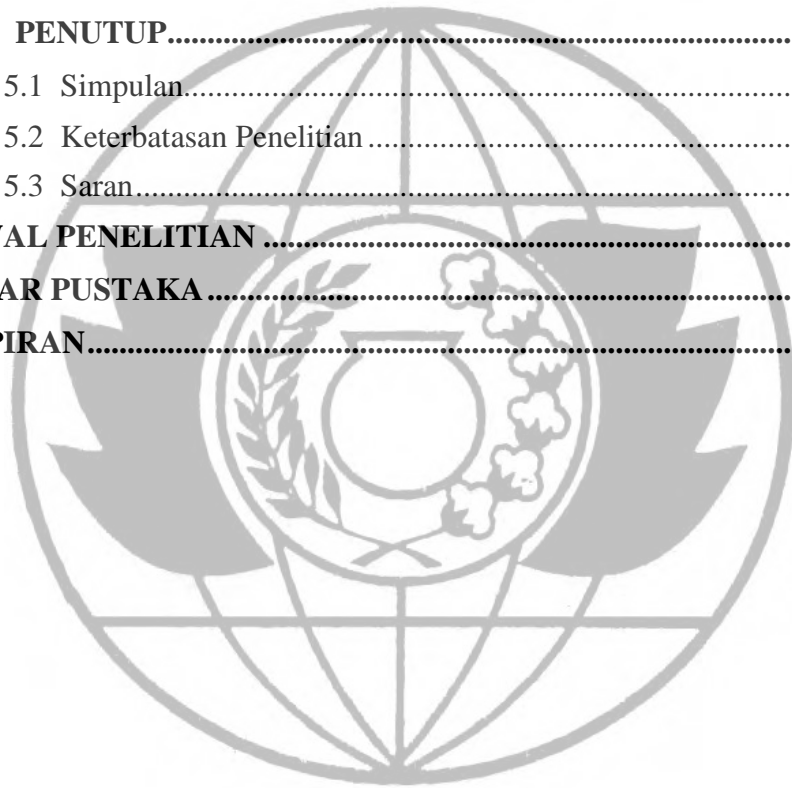 PENUTUP..............................................................................
5.1 Simpulan..............................................................................
5.2 Keterbatasan Penelitian..............................................................................
5.3 Saran..............................................................................
VAL PENELITIAN..............................................................................
AR PUSTAKA..............................................................................
PIRAN..............................................................................